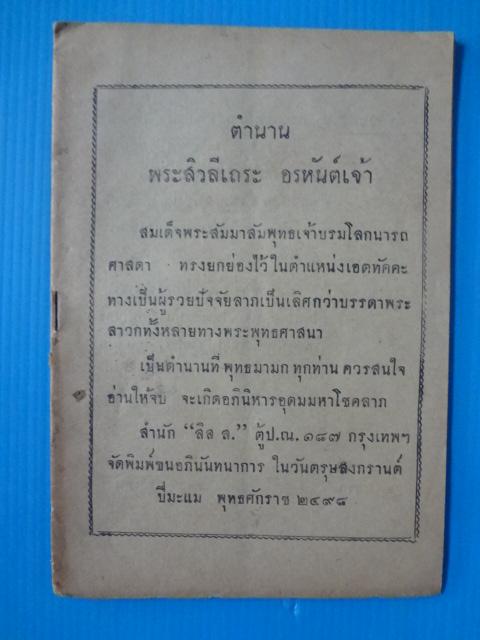 ตำนาน
พระสิวลีเถระ อรหันต์เจ้า
สมเด็จพระสัมมาสัมพุทธเจ้าบรมโลกนารถ
ศาสดา ทรงยกย่องไว้ในตำแหน่งเอตทัคคะ
ทางเป็นผู้รวยปัจจัยลาภเป็นเลิศกว่าบรรดาพระ
สาวกทั้งหลายทางพระพุทธศาสนา
เป็นตำนานที่ พุทธมามก ทุกท่าน ควรสนใจ
อ่านให้จบ จะเกิดอภินิหารอุดมมหาโชคลาภ
สำนัก "ลิส ส." ตู้ป.ณ. ๑๘๗ กรุงเทพฯ
จัดพิมพ์ขึ้นอภินันทนาการ ในวันตรุษสงกรานต์
ปีมะแม พุทธศักราช ๒๔๙๘